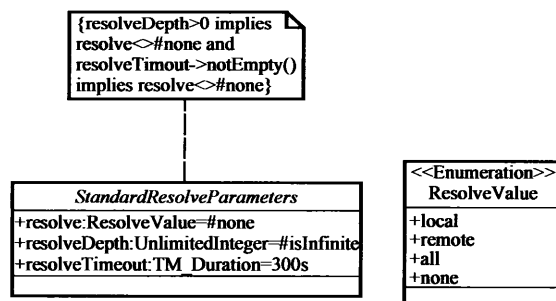 {resolveDepth>0 implies
resolve<>#none and
resolveTimout->notEmpty()
implies resolve<>#none}
StandardResolveParameters
+resolve:ResolveValue=#none
+resolveDepth:UnlimitedInteger=#isInfinite
+resolveTimeout:TM_Duration=300s
<<Enumeration>>
ResolveValue
+local
+remote
+all
+none